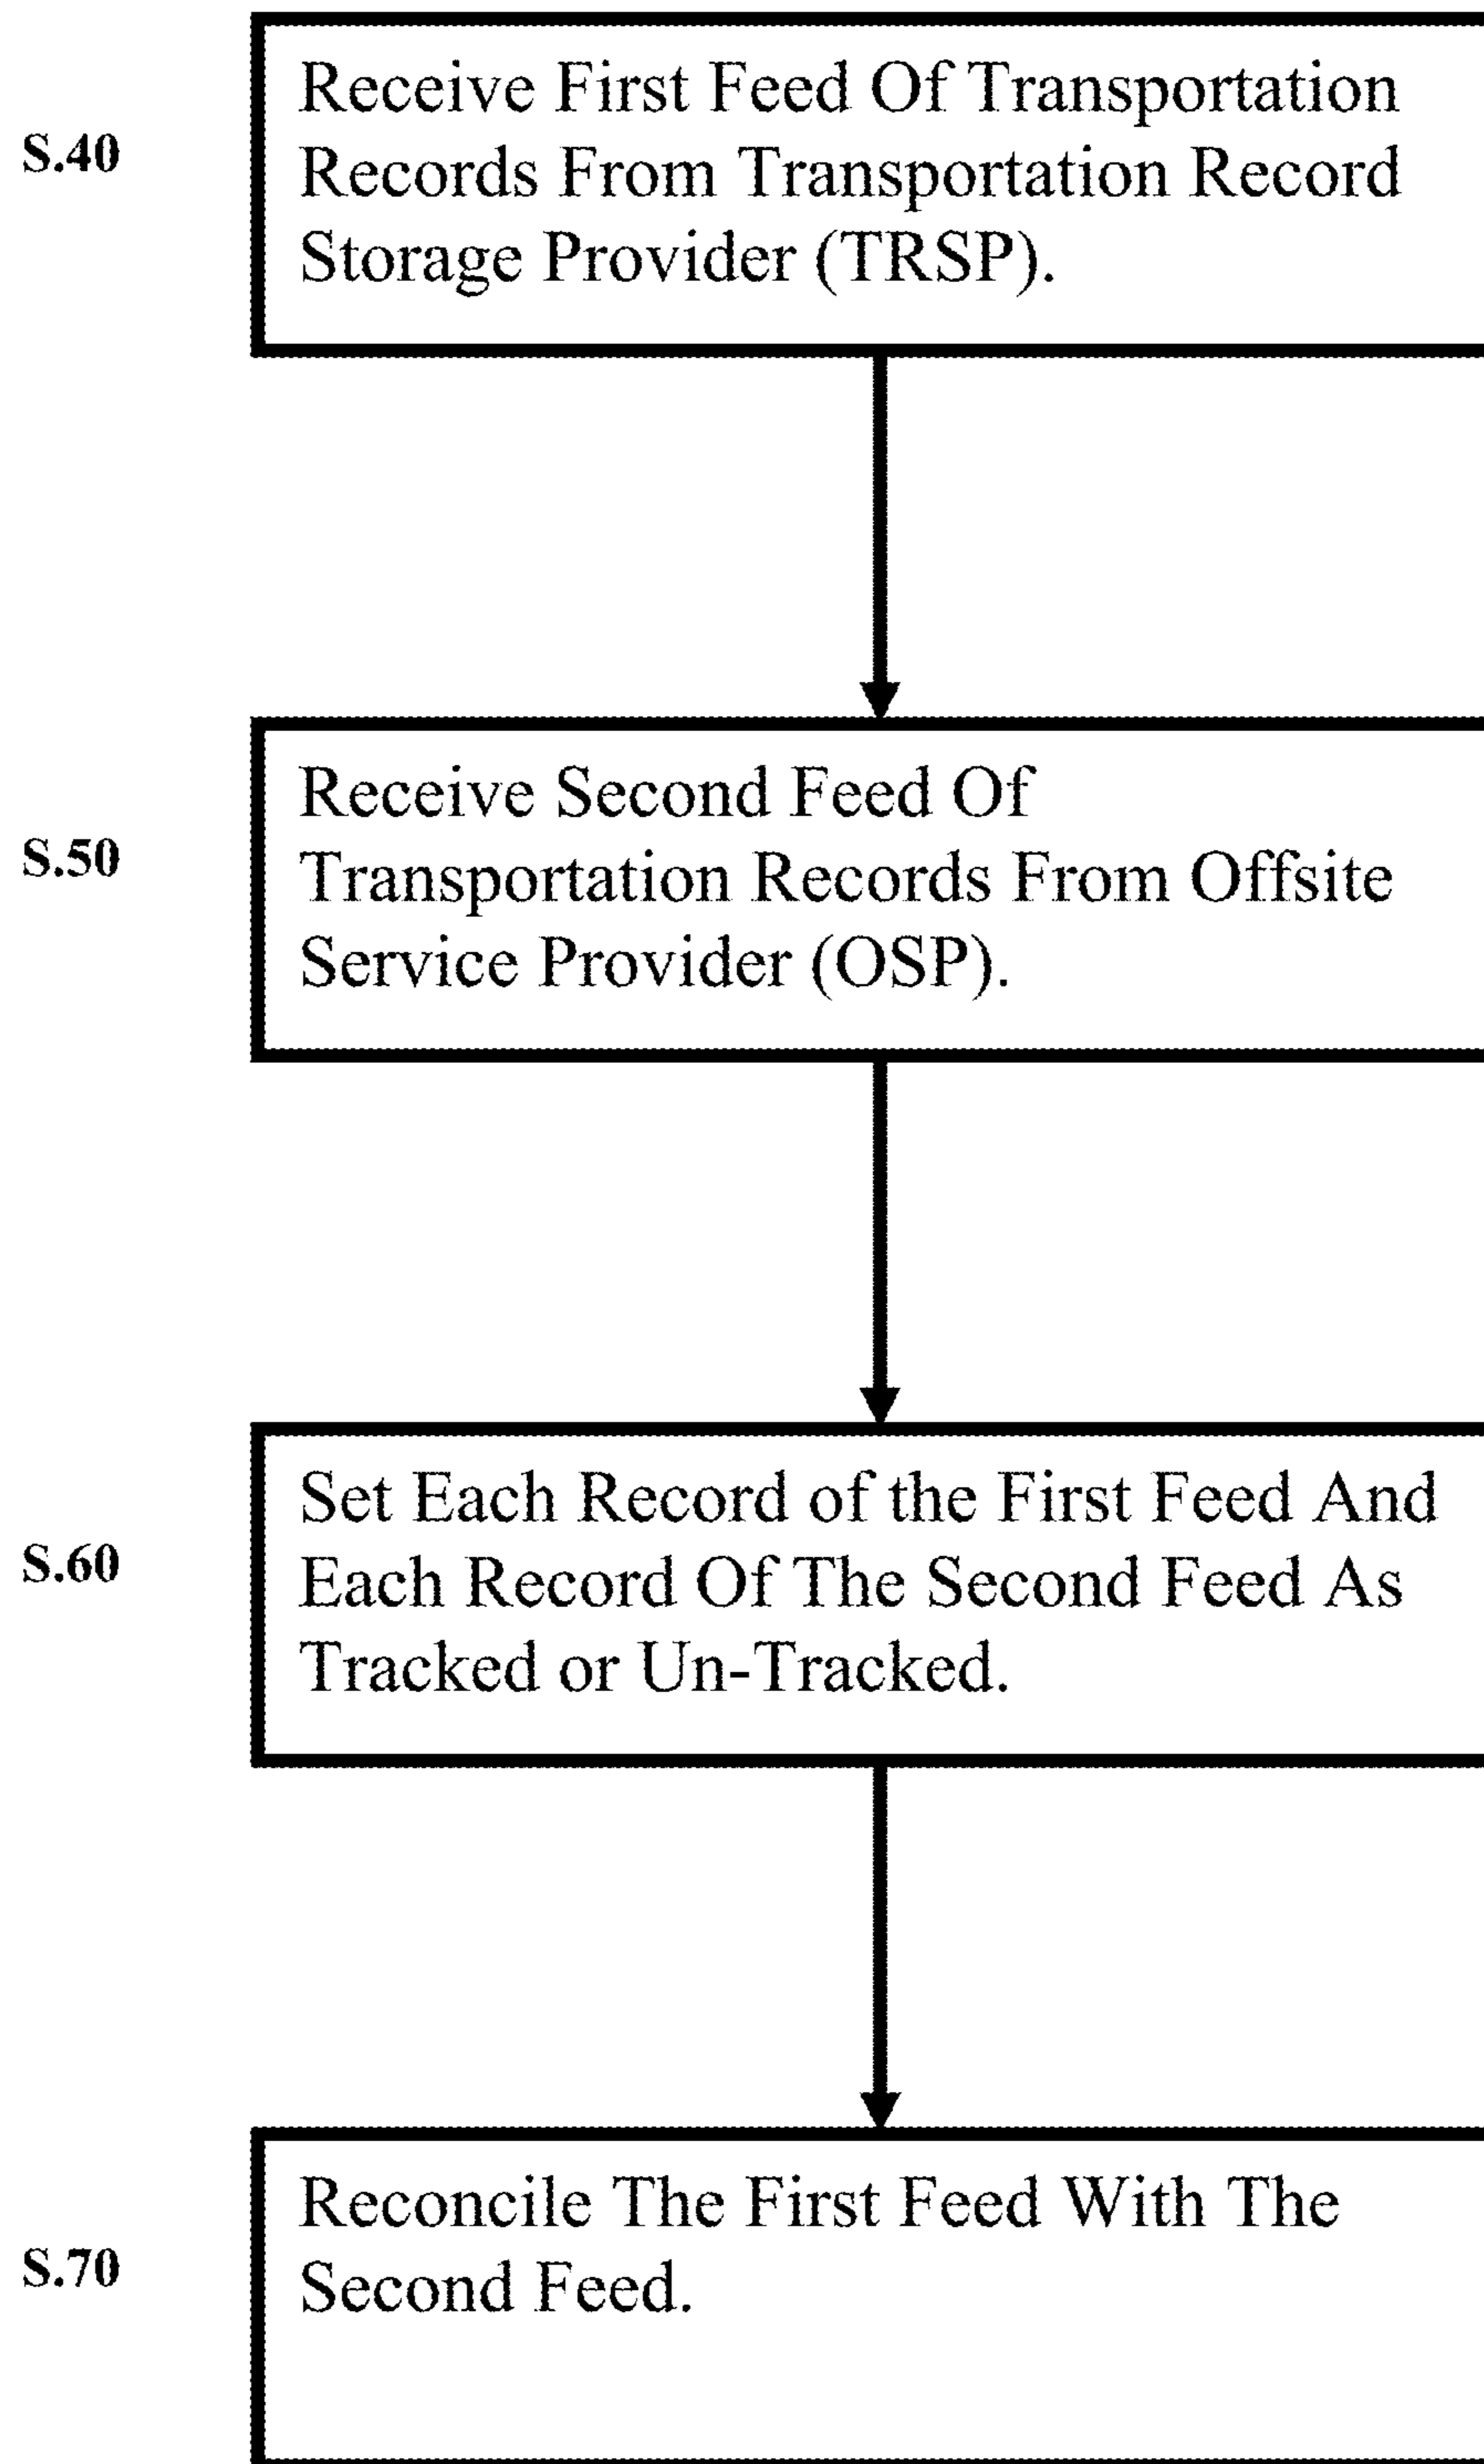 S.40
Receive First Feed Of Transportation
Records From Transportation Record
Storage Provider (TRSP).
S.50
Receive Second Feed Of
Transportation Records From Offsite
Service Provider (OSP).
S.60
Set Each Record of the First Feed And
Each Record Of The Second Feed As
Tracked or Un-Tracked.
S.70
Reconcile The First Feed With The
Second Feed.